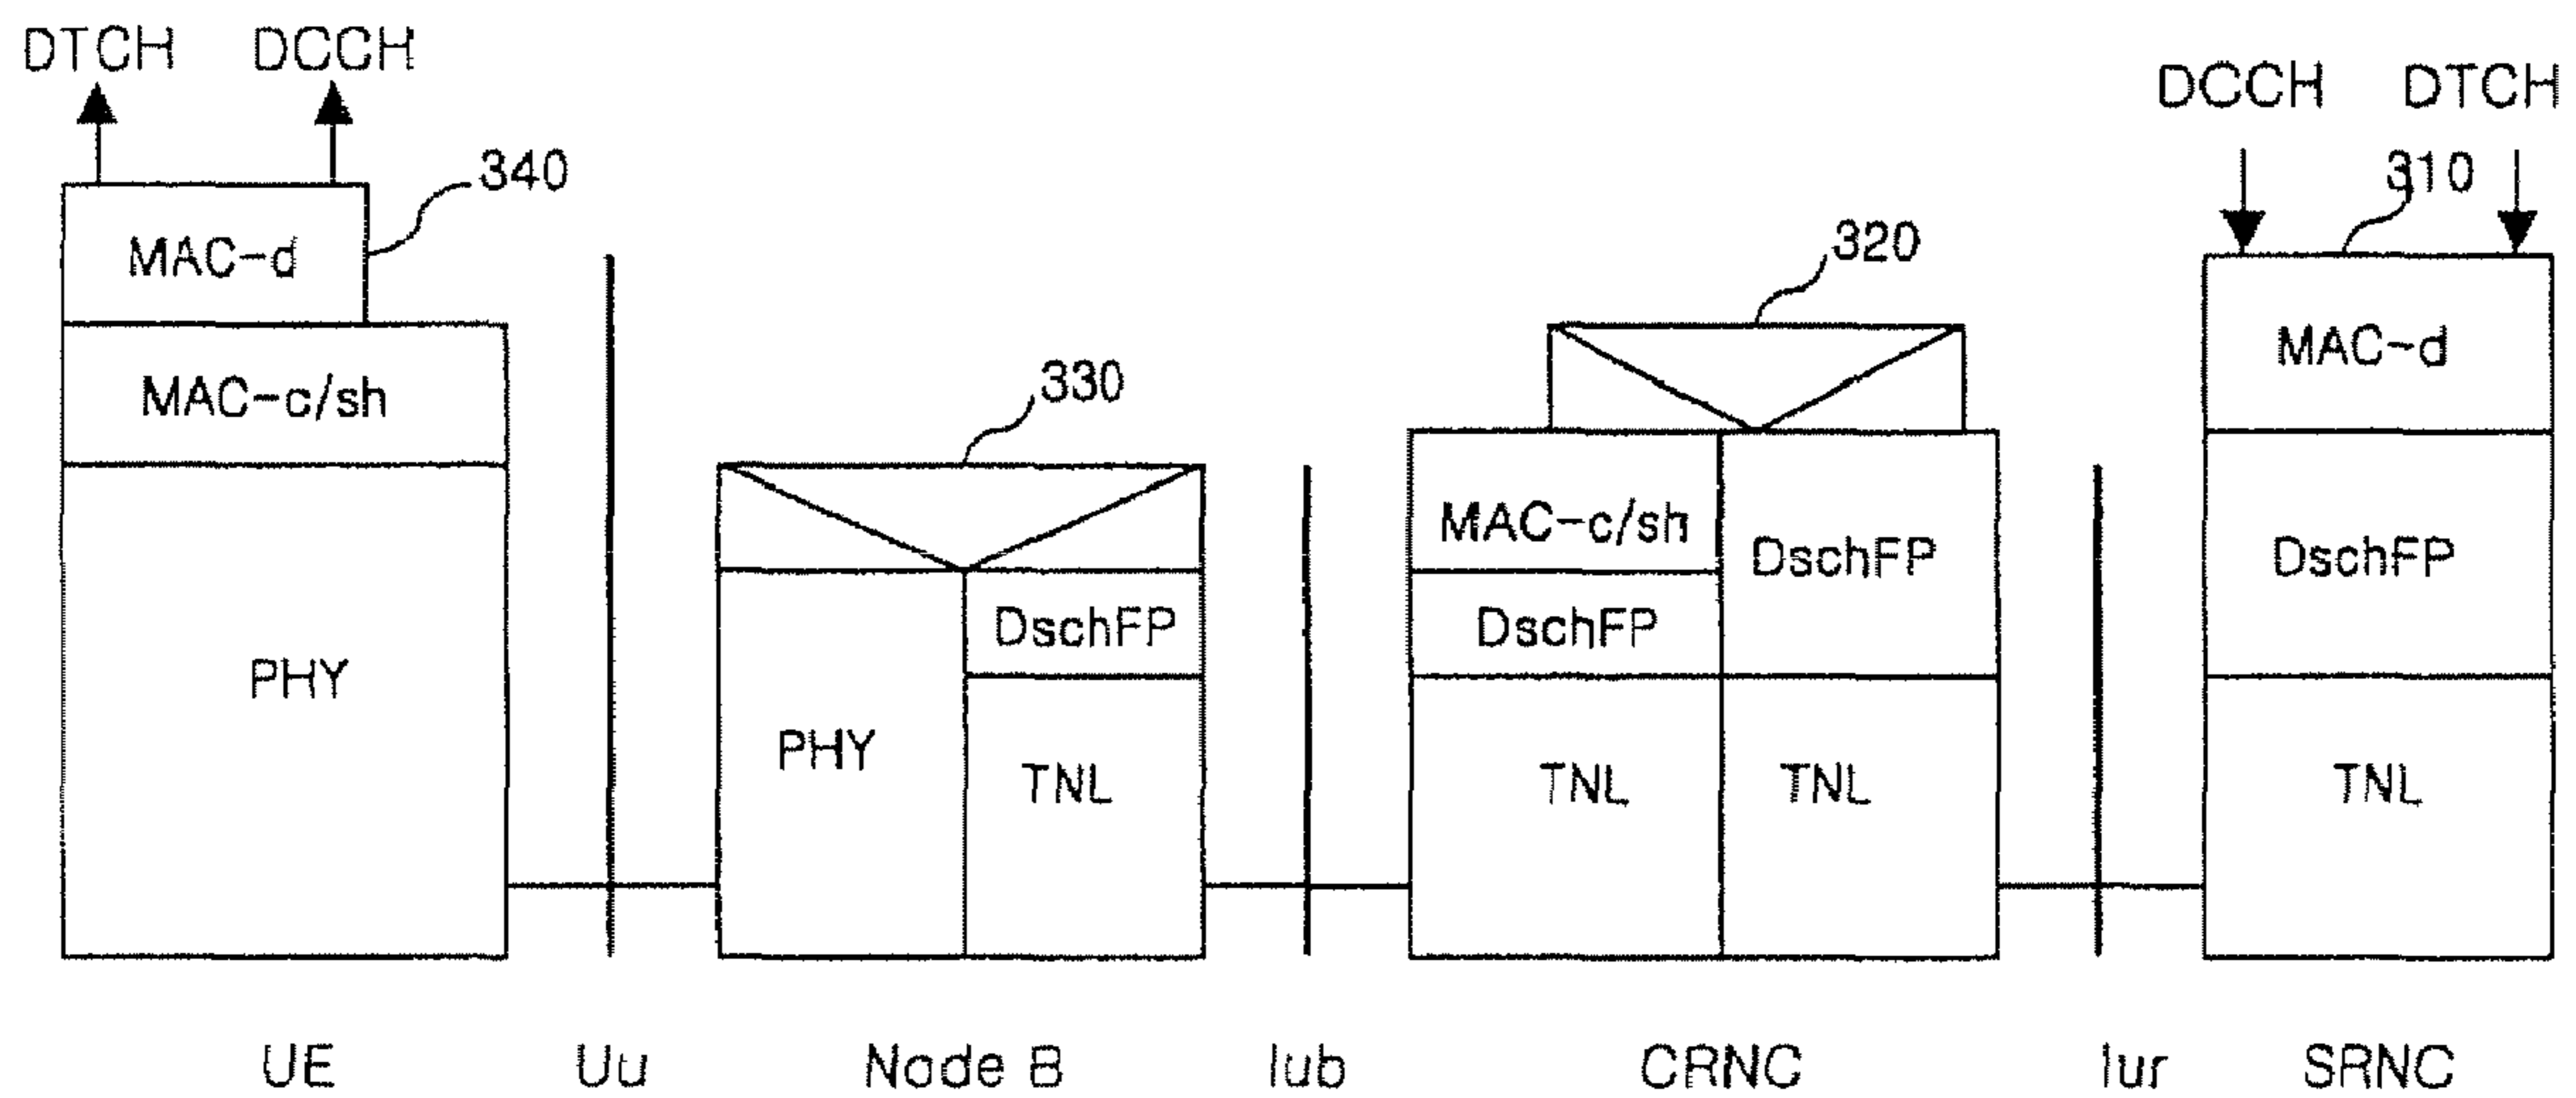 DTCH DCCH
DCCH DTCH
340
310
320
330
MAC-d
MAC-c/sh
PHY
PHY
DschFP
TNL
MAC-c/sh
DschFP
DschFP
TNL
TNL
MAC-d
DschFP
TNL
UE Uu Node B Iub CRNC Iur SRNC